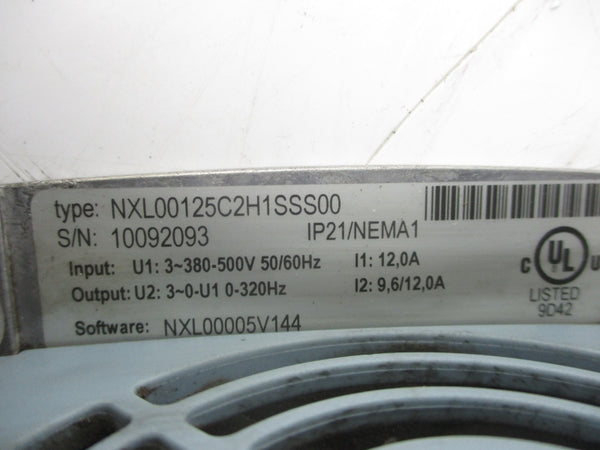 type: NXL00125C2H1SSS00
S/N: 10092093 IP21/NEMA1
Input: U1: 3~380-500V 50/60Hz I1: 12,0A
Output: U2: 3~0-U1 0-320Hz I2: 9,6/12,0A
Software: NXL00005V144
C UL U
LISTED
9D42